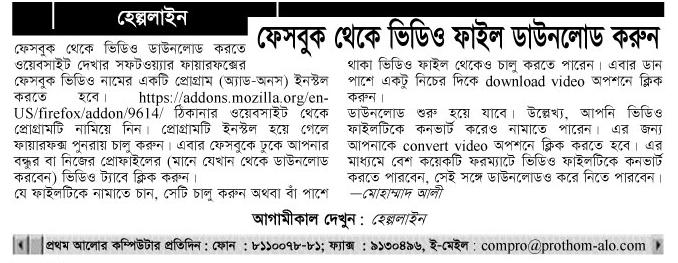 হেল্পলাইন
ফেসবুক থেকে ভিডিও ফাইল ডাউনলোড করুন
ফেসবুক থেকে ভিডিও ডাউনলোড করতে
ওয়েবসাইট দেখার সফটওয়্যার ফায়ারফক্সের
ফেসবুক ভিডিও নামের একটি প্রোগ্রাম (অ্যাড-অনস) ইনস্টল
করতে হবে। https://addons.mozilla.org/en-
US/firefox/addon/9614/ ঠিকানার ওয়েবসাইট থেকে
প্রোগ্রামটি নামিয়ে নিন। প্রোগ্রামটি ইনস্টল হয়ে গেলে
ফায়ারফক্স পুনরায় চালু করুন। এবার ফেসবুকে ঢুকে আপনার
বন্ধুর বা নিজের প্রোফাইলের (মানে যেখান থেকে ডাউনলোড
করবেন) ভিডিও ট্যাবে ক্লিক করুন।
যে ফাইলটিকে নামাতে চান, সেটি চালু করুন অথবা বাঁ পাশে
থাকা ভিডিও ফাইল থেকেও চালু করতে পারেন। এবার ডান
পাশে একটু নিচের দিকে download video অপশনে ক্লিক
করুন।
ডাউনলোড শুরু হয়ে যাবে। উল্লেখ্য, আপনি ভিডিও
ফাইলটিকে কনভার্ট করেও নামাতে পারেন। এর জন্য
আপনাকে convert video অপশনে ক্লিক করতে হবে। এর
মাধ্যমে বেশ কয়েকটি ফরম্যাটে ভিডিও ফাইলটিকে কনভার্ট
করতে পারবেন, সেই সঙ্গে ডাউনলোডও করে নিতে পারবেন।
—মোহাম্মাদ আলী
আগামীকাল দেখুন : হেল্পলাইন
প্রথম আলোর কম্পিউটার প্রতিদিন : ফোন : ৮১১০০৭৮-৮১; ফ্যাক্স : ৯১৩০৪৯৬, ই-মেইল : compro@prothom-alo.com